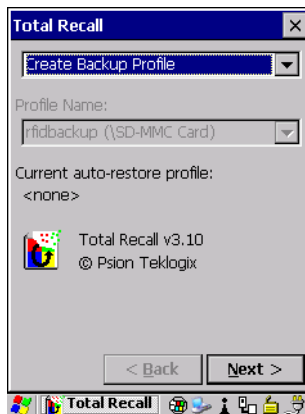 Total Recall
Create Backup Profile
Profile Name:
rfidbackup (\SD-MMC Card)
Current auto-restore profile:
<none>
Total Recall v3.10
© Psion Teklogix
< Back
Next >
Total Recall